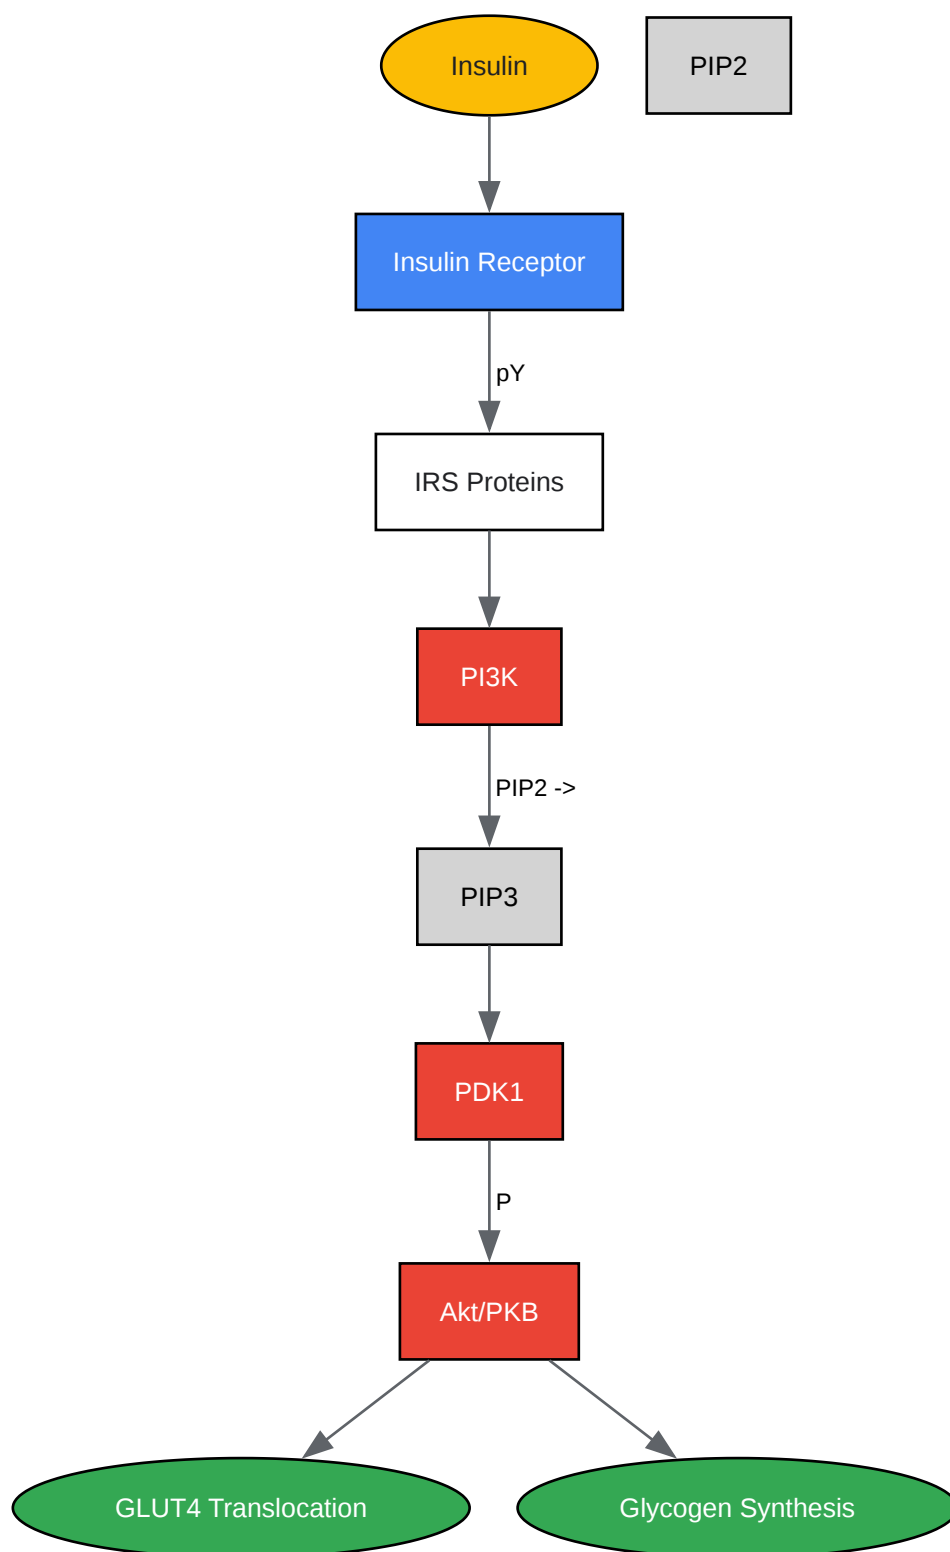 Insulin
PIP2
Insulin Receptor
pY
IRS Proteins
PI3K
PIP2 ->
PIP3
PDK1
P
Akt/PKB
GLUT4 Translocation
Glycogen Synthesis